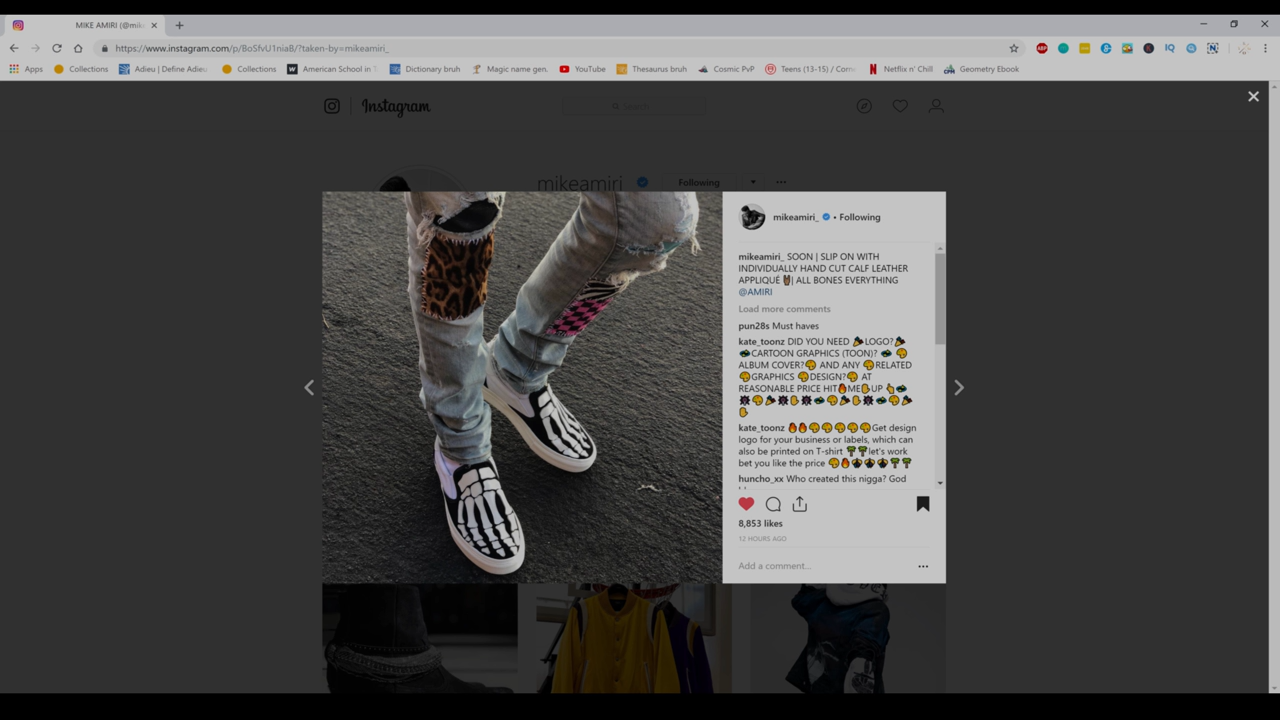 MIKE AMIRI (@mik
https://www.instagram.com/p/BoSfvU1niaB/?taken-by=mikeamiri_
Apps Collections Adieu | Define Adieu Collections American School in T Dictionary bruh Magic name gen. YouTube Thesaurus bruh Cosmic PvP Teens (13-15) / Corn Netflix n' Chill Geometry Ebook
Instagram Search
mikeamiri_ Following
mikeamiri_ • Following
mikeamiri_ SOON | SLIP ON WITH
INDIVIDUALLY HAND CUT CALF LEATHER
APPLIQUÉ | ALL BONES EVERYTHING
@AMIRI
Load more comments
pun28s Must haves
kate_toonz DID YOU NEED LOGO?
CARTOON GRAPHICS (TOON)?
ALBUM COVER? AND ANY RELATED
GRAPHICS DESIGN? AT
REASONABLE PRICE HIT ME UP
kate_toonz Get design
logo for your business or labels, which can
also be printed on T-shirt let's work
bet you like the price
huncho_xx Who created this nigga? God
8,853 likes
12 HOURS AGO
Add a comment...